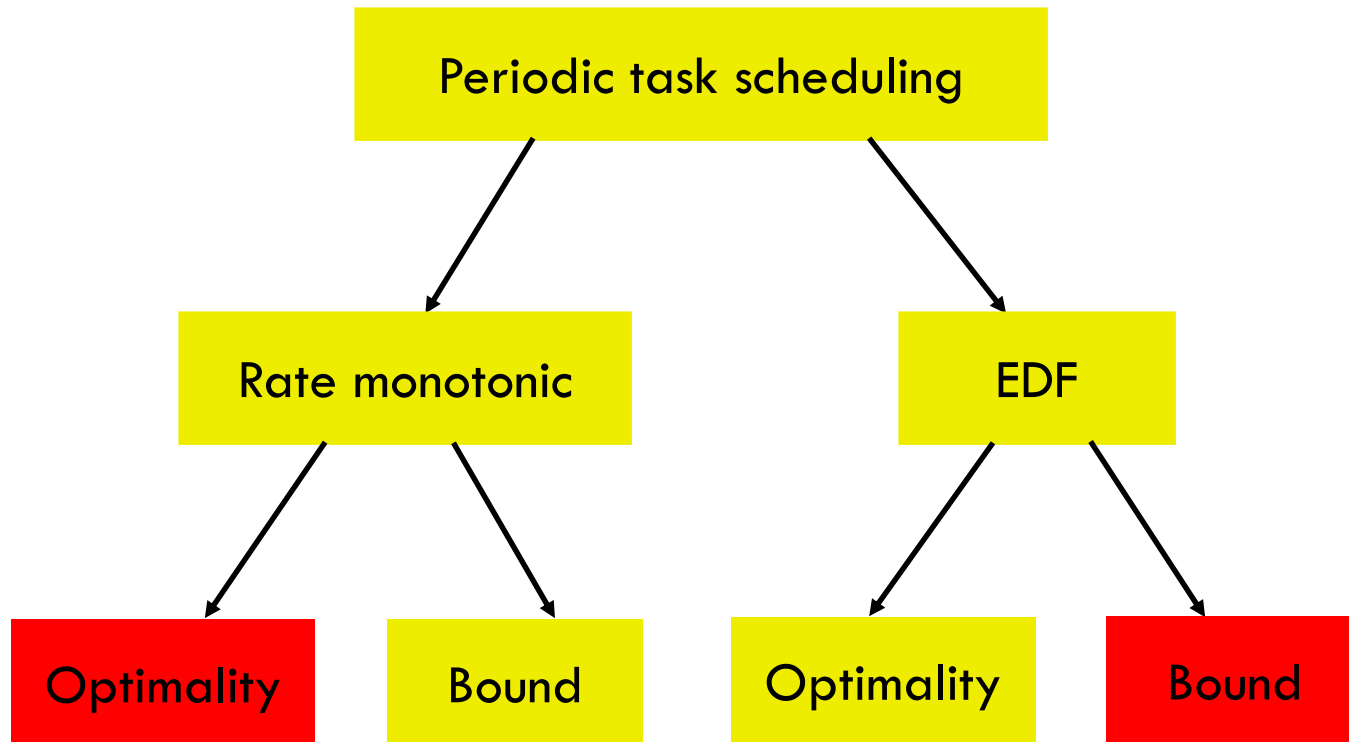 Periodic task scheduling
Rate monotonic
EDF
Optimality
Bound
Optimality
Bound